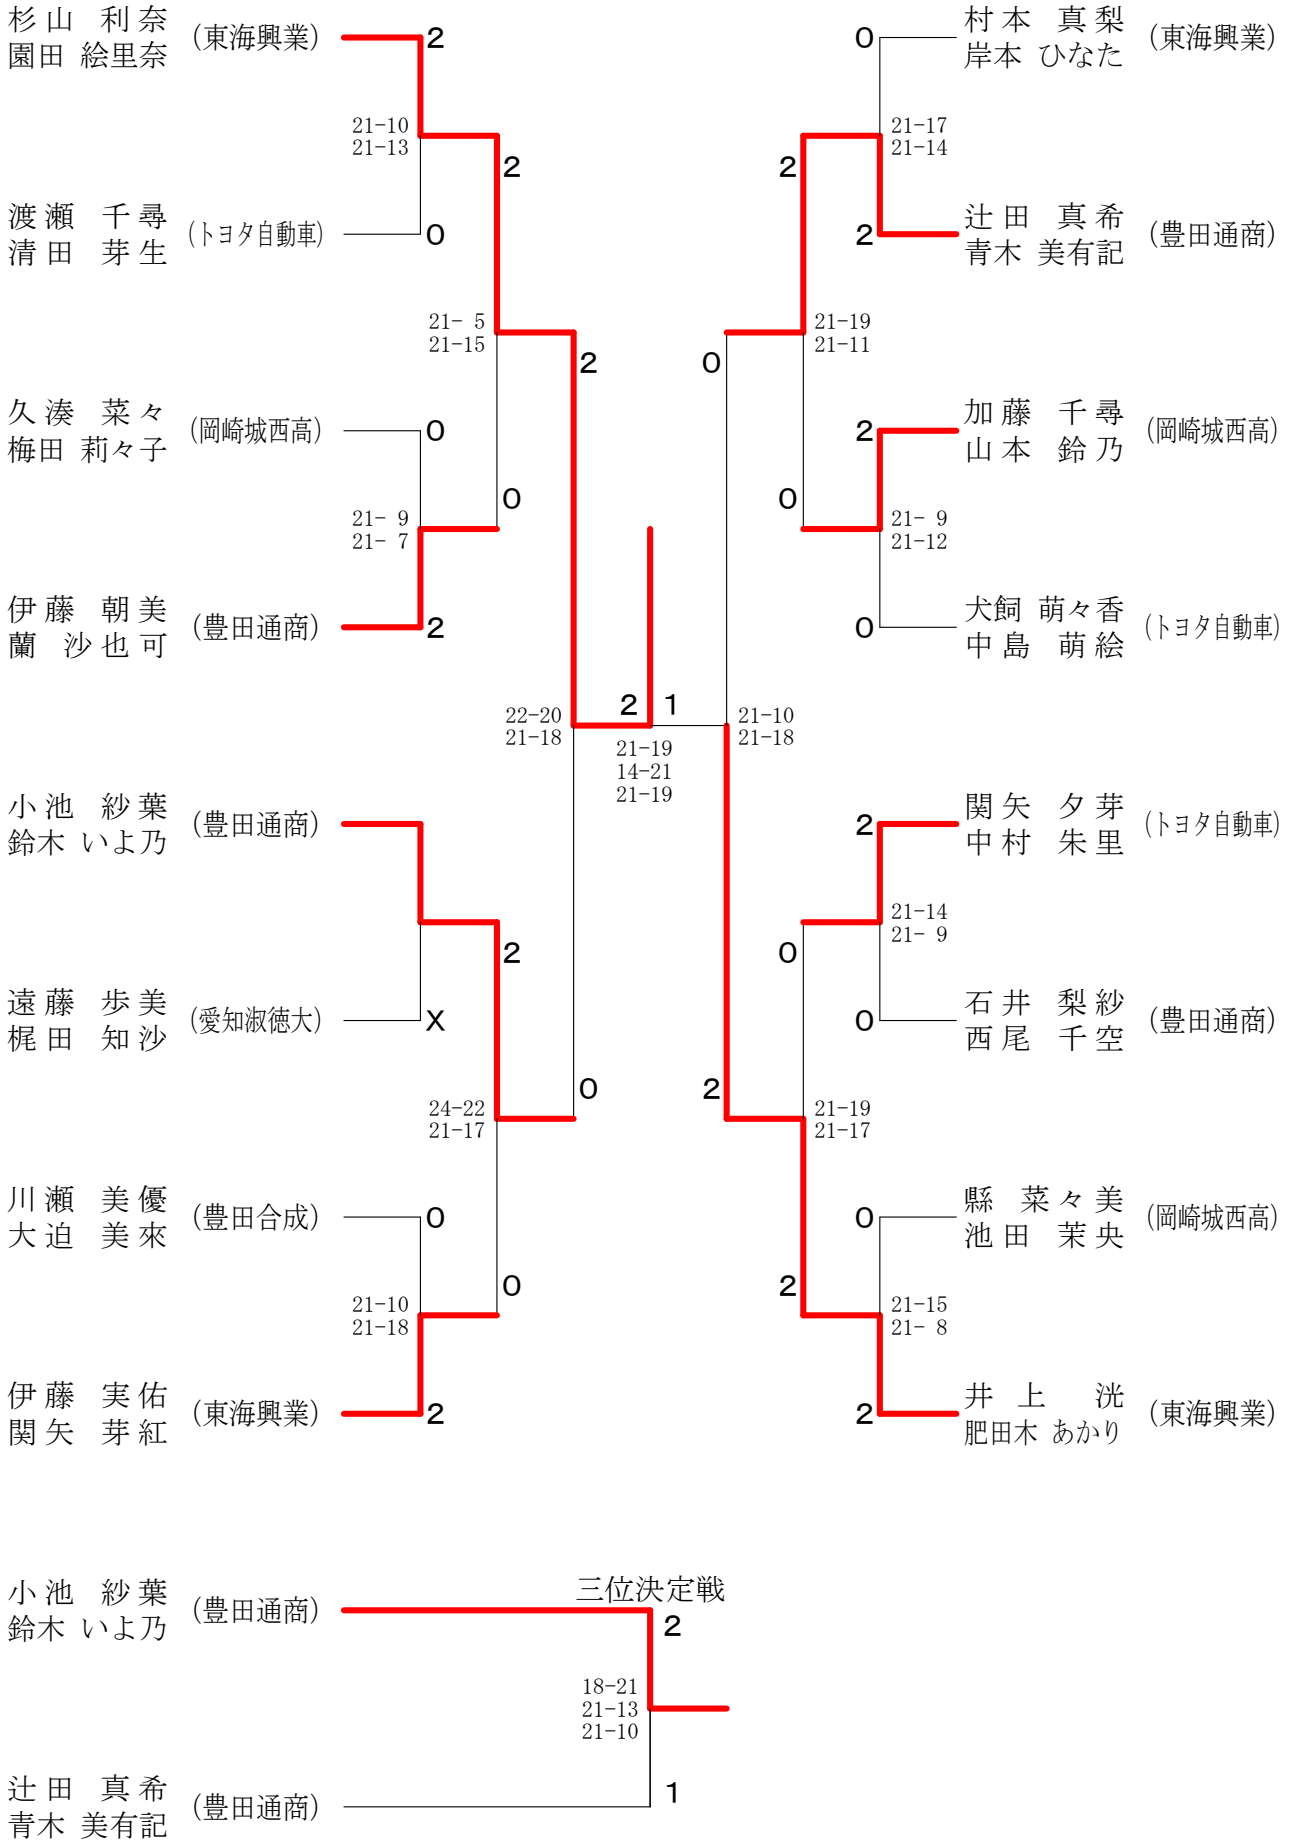 杉山 利奈
園田 絵里奈
(東海興業)
2
21-10
21-13
2
渡瀬 千尋
清田 芽生
(トヨタ自動車)
0
21- 5
21-15
2
久湊 菜々
梅田 莉々子
(岡崎城西高)
0
0
21- 9
21- 7
伊藤 朝美
蘭 沙也可
(豊田通商)
2
22-20
21-18
小池 紗葉
鈴木 いよ乃
(豊田通商)
2
遠藤 歩美
梶田 知沙
(愛知淑徳大)
X
24-22
21-17
0
川瀬 美優
大迫 美來
(豊田合成)
0
0
21-10
21-18
伊藤 実佑
関矢 芽紅
(東海興業)
2
2 1
21-19
14-21
21-19
0
村本 真梨
岸本 ひなた
(東海興業)
21-17
21-14
2
2
辻田 真希
青木 美有記
(豊田通商)
21-19
21-11
0
2
加藤 千尋
山本 鈴乃
(岡崎城西高)
0
21- 9
21-12
0
犬飼 萌々香
中島 萌絵
(トヨタ自動車)
21-10
21-18
2
関矢 夕芽
中村 朱里
(トヨタ自動車)
21-14
21- 9
0
0
石井 梨紗
西尾 千空
(豊田通商)
2
21-19
21-17
0
縣 菜々美
池田 茉央
(岡崎城西高)
2
21-15
21- 8
2
井上 洸
肥田木 あかり
(東海興業)
三位決定戦
小池 紗葉
鈴木 いよ乃
(豊田通商)
2
18-21
21-13
21-10
辻田 真希
青木 美有記
(豊田通商)
1